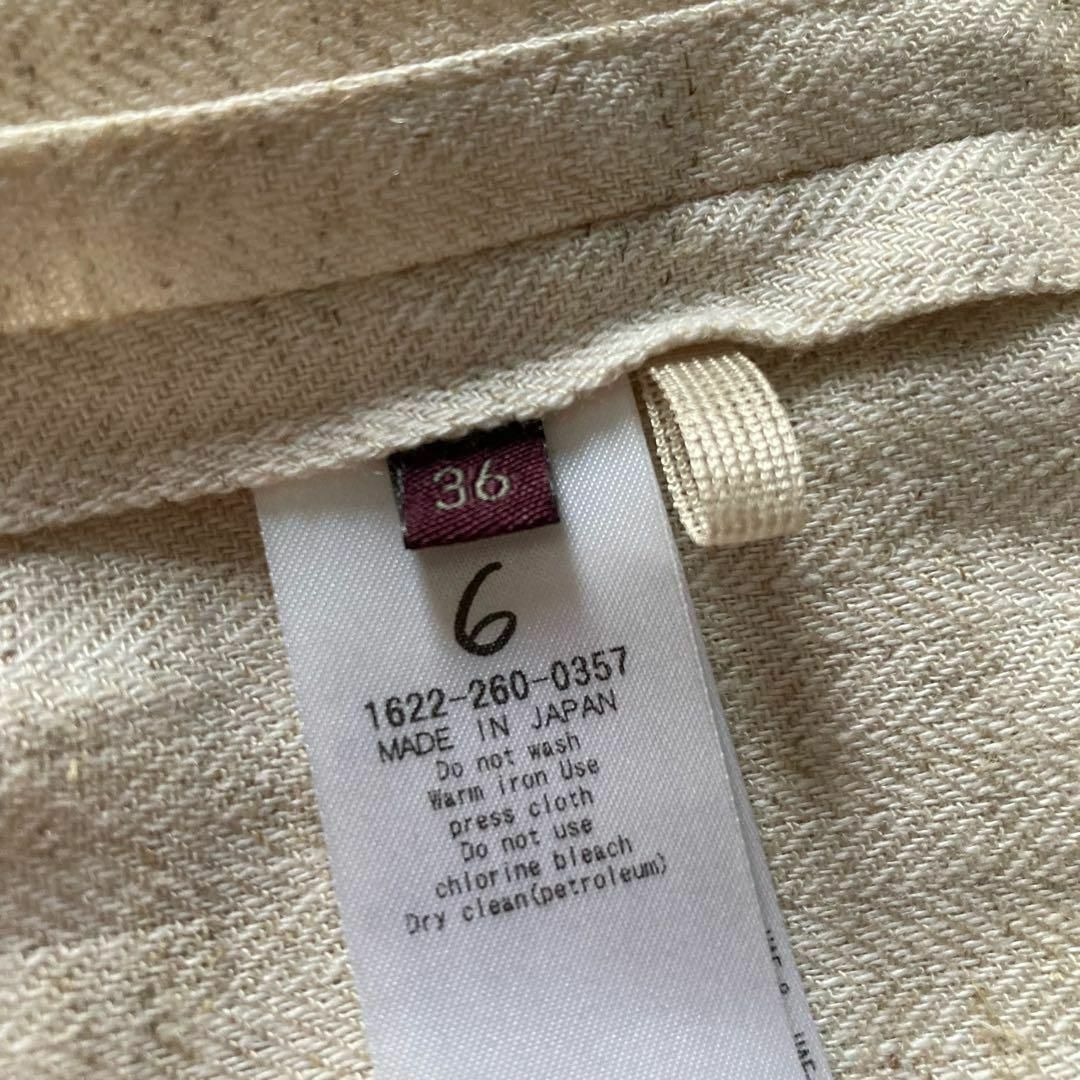 36
6
1622-260-0357
MADE IN JAPAN
Do not wash
Warm iron Use
press cloth
Do not use
chlorine bleach
Dry clean(petroleum)